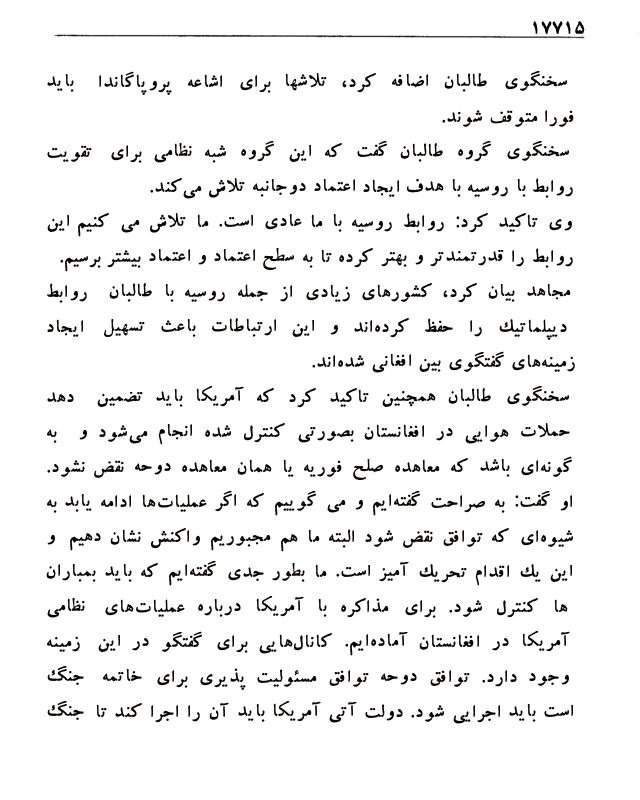 ۱۷۷۱۵
سخنگوی طالبان اضافه کرد، تلاشها برای اشاعه پروپاگاندا باید
فورا متوقف شوند.
سخنگوی گروه طالبان گفت که این گروه شبه نظامی برای تقویت
روابط با روسیه با هدف ایجاد اعتماد دوجانبه تلاش می‌کند.
وی تاکید کرد: روابط روسیه با ما عادی است. ما تلاش می کنیم این
روابط را قدرتمندتر و بهتر کرده تا به سطح اعتماد و اعتماد بیشتر برسیم.
مجاهد بیان کرد، کشورهای زیادی از جمله روسیه با طالبان روابط
دیپلماتیك را حفظ کرده‌اند و این ارتباطات باعث تسهیل ایجاد
زمینه‌های گفتگوی بین افغانی شده‌اند.
سخنگوی طالبان همچنین تاکید کرد که آمریکا باید تضمین دهد
حملات هوایی در افغانستان بصورتی کنترل شده انجام می‌شود و به
گونه‌ای باشد که معاهده صلح فوریه یا همان معاهده دوحه نقض نشود.
او گفت: به صراحت گفته‌ایم و می گوییم که اگر عملیات‌ها ادامه یابد به
شیوه‌ای که توافق نقض شود البته ما هم مجبوریم واکنش نشان دهیم و
این یك اقدام تحریك آمیز است. ما بطور جدی گفته‌ایم که باید بمباران
ها کنترل شود. برای مذاکره با آمریکا درباره عملیات‌های نظامی
آمریکا در افغانستان آماده‌ایم. کانال‌هایی برای گفتگو در این زمینه
وجود دارد. توافق دوحه توافق مسئولیت پذیری برای خاتمه جنگ
است باید اجرایی شود. دولت آتی آمریکا باید آن را اجرا کند تا جنگ